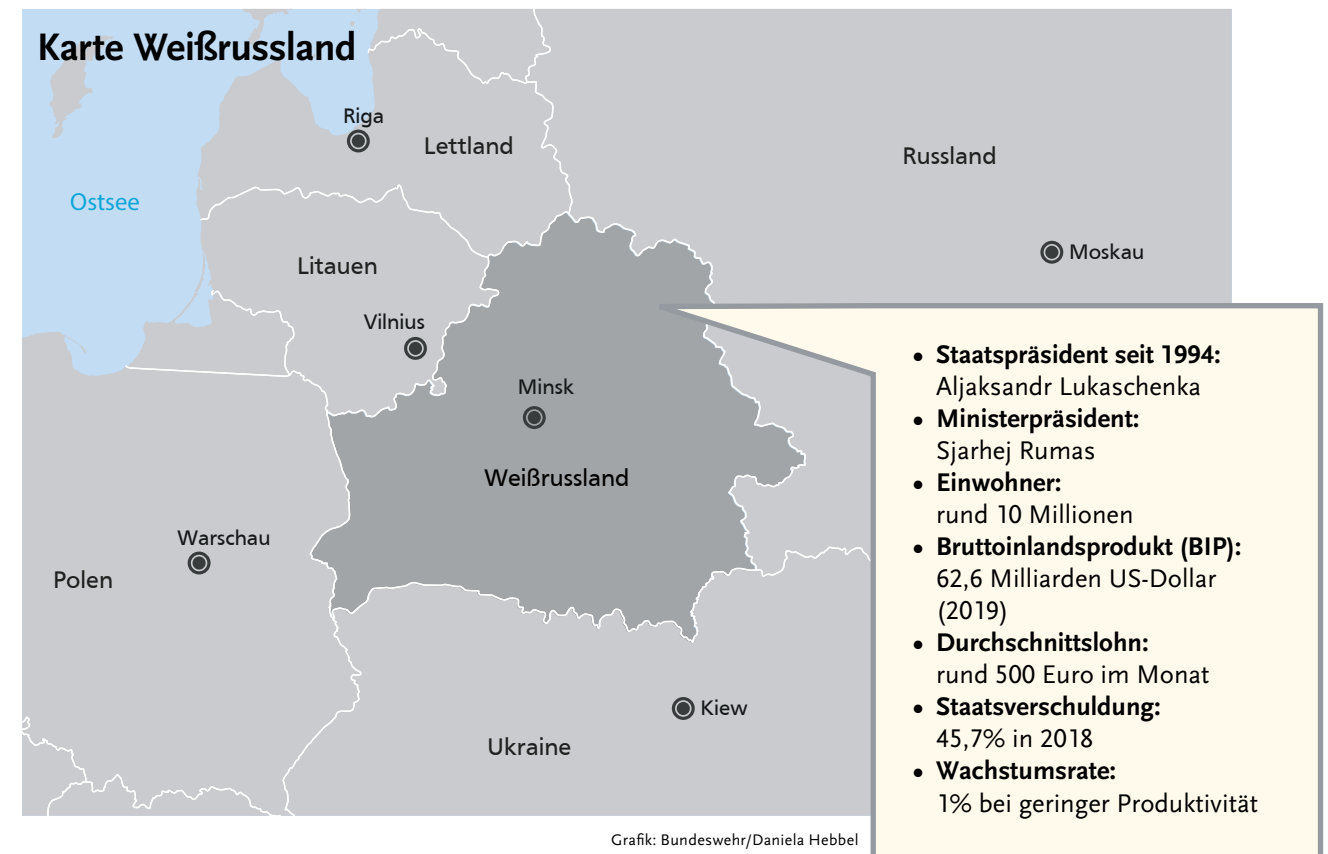 Karte Weißrussland
Riga
Lettland
Russland
Ostsee
Moskau
Litauen
Vilnius
Minsk
Weißrussland
Warschau
Polen
Kiew
Ukraine
• Staatspräsident seit 1994:
Aljaksandr Lukaschenka
• Ministerpräsident:
Sjarhej Rumas
• Einwohner:
rund 10 Millionen
• Bruttoinlandsprodukt (BIP):
62,6 Milliarden US-Dollar
(2019)
• Durchschnittslohn:
rund 500 Euro im Monat
• Staatsverschuldung:
45,7% in 2018
• Wachstumsrate:
1% bei geringer Produktivität
Grafik: Bundeswehr/Daniela Hebbel